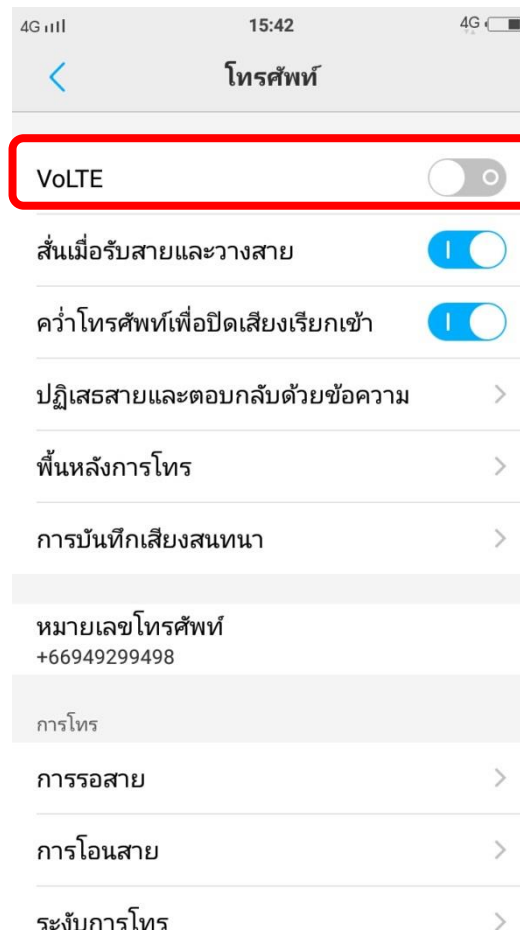 4G 15:42 4G
โทรศัพท์
VoLTE
สั่นเมื่อรับสายและวางสาย
คว่ำโทรศัพท์เพื่อปิดเสียงเรียกเข้า
ปฏิเสธสายและตอบกลับด้วยข้อความ
พื้นหลังการโทร
การบันทึกเสียงสนทนา
หมายเลขโทรศัพท์
+66949299498
การโทร
การรอสาย
การโอนสาย
ระงับการโทร